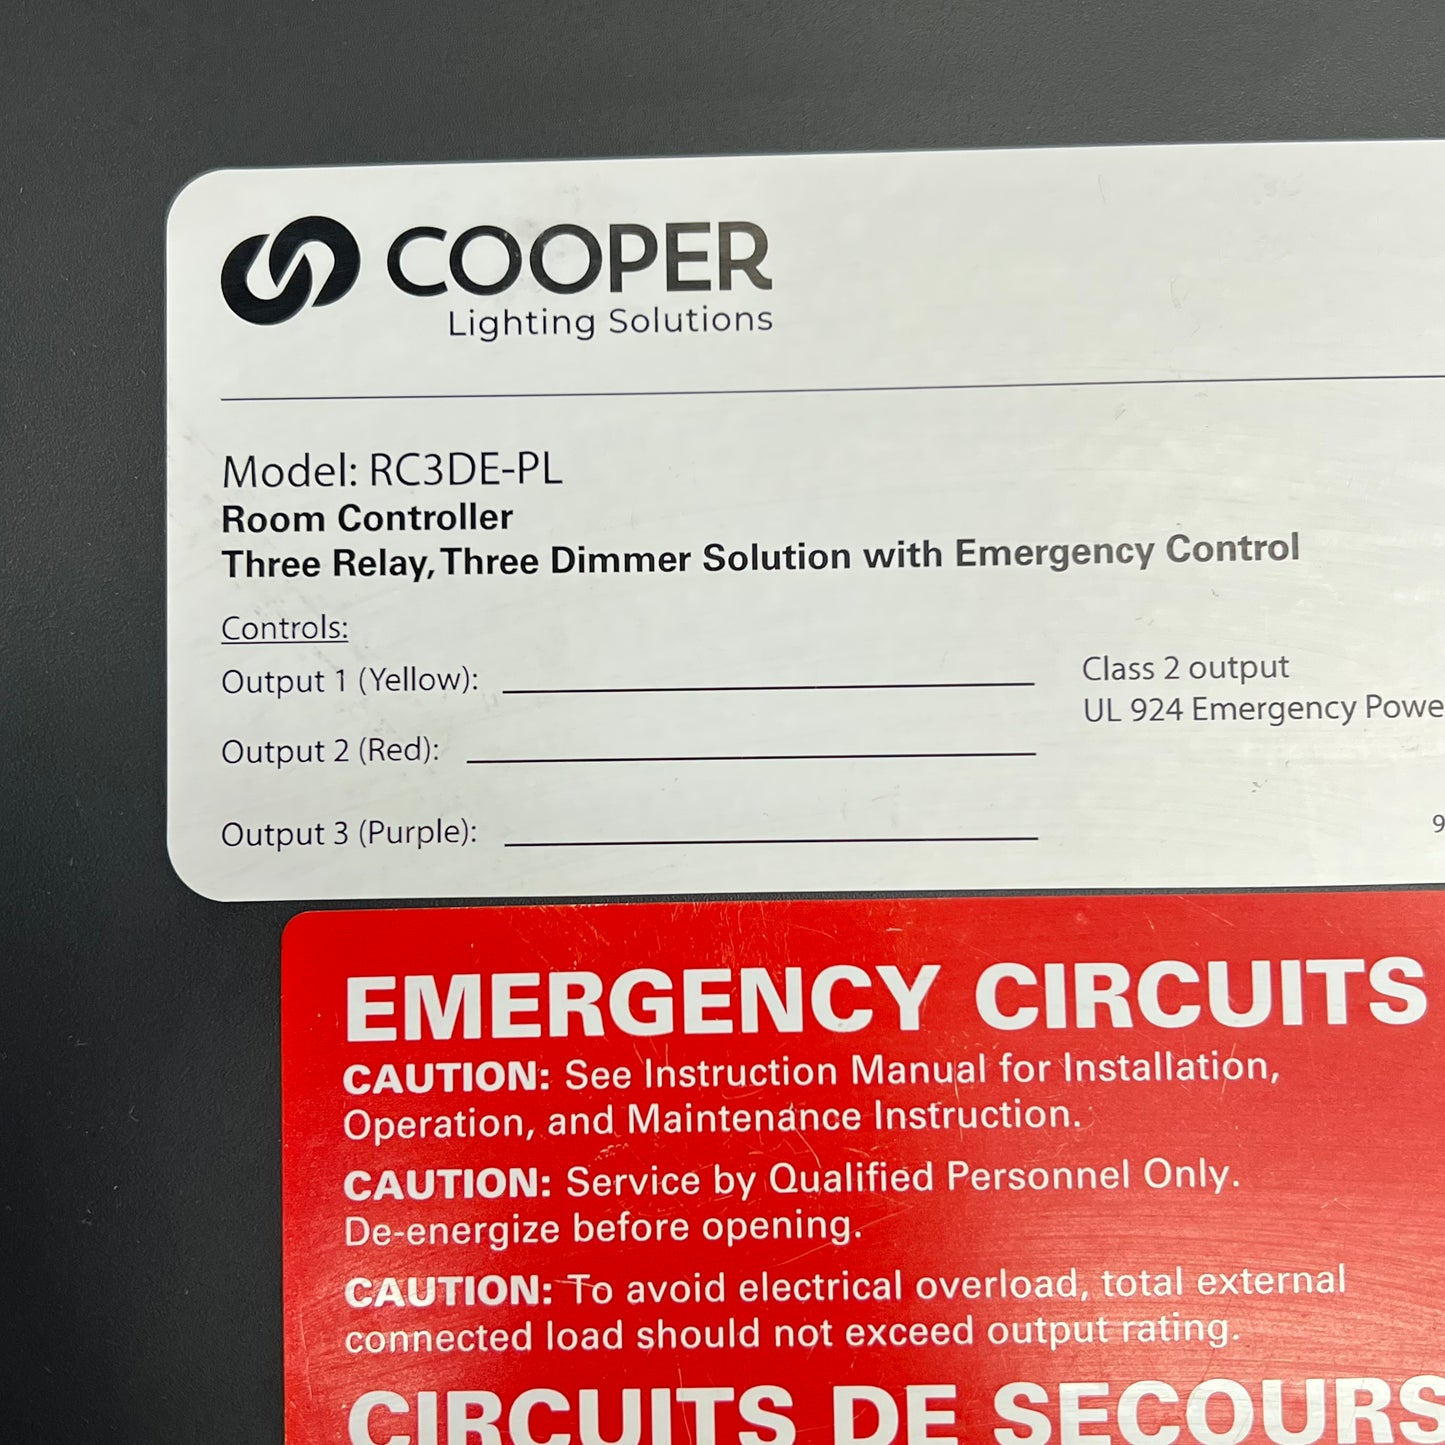 COOPER
Lighting Solutions
Model: RC3DE-PL
Room Controller
Three Relay, Three Dimmer Solution with Emergency Control
Controls:
Output 1 (Yellow):
Class 2 output
UL 924 Emergency Powe
Output 2 (Red):
Output 3 (Purple):
9
EMERGENCY CIRCUITS
CAUTION: See Instruction Manual for Installation,
Operation, and Maintenance Instruction.
CAUTION: Service by Qualified Personnel Only.
De-energize before opening.
CAUTION: To avoid electrical overload, total external
connected load should not exceed output rating.
CIRCUITS DE SECOURS